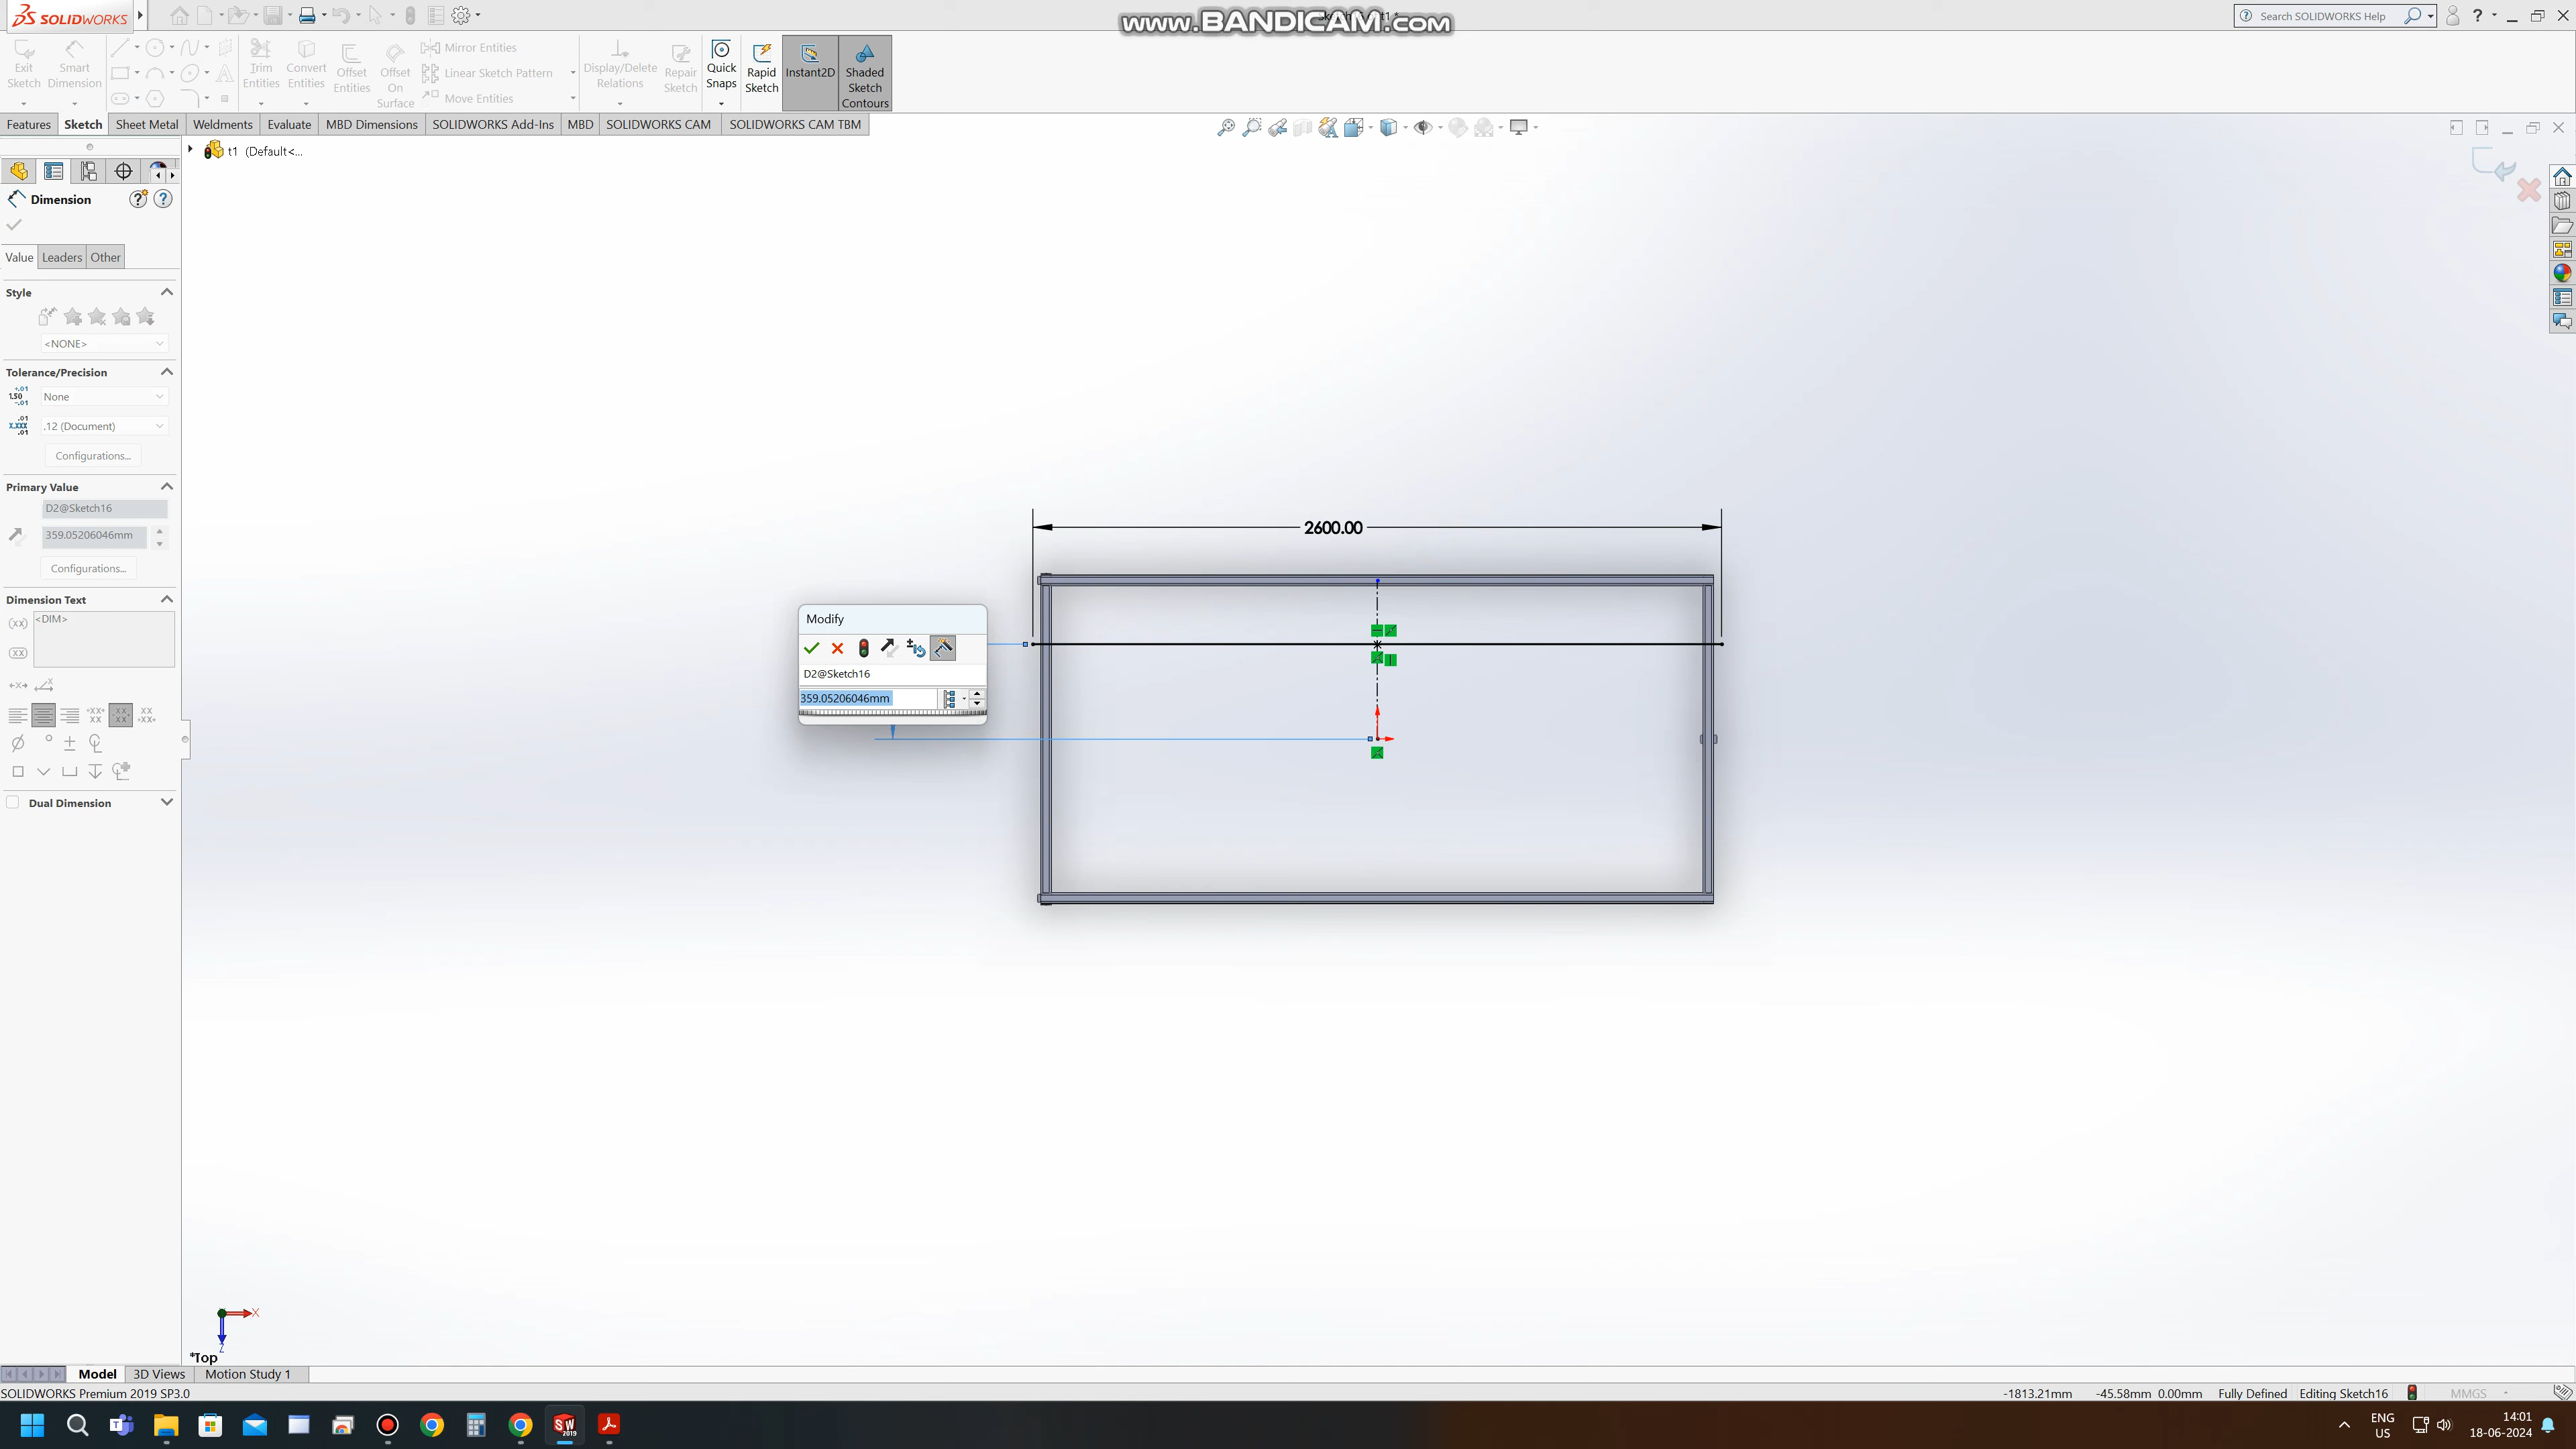 SOLIDWORKS
www.BANDICAM.com
Search SOLIDWORKS Help
Exit Sketch
Smart Dimension
Trim Entities
Convert Entities
Offset Entities
Offset On Surface
Mirror Entities
Linear Sketch Pattern
Move Entities
Display/Delete Relations
Repair Sketch
Quick Snaps
Rapid Sketch
Instant2D
Shaded Sketch Contours
Features
Sketch
Sheet Metal
Weldments
Evaluate
MBD Dimensions
SOLIDWORKS Add-Ins
MBD
SOLIDWORKS CAM
SOLIDWORKS CAM TBM
t1 (Default<...
Dimension
Value
Leaders
Other
Style
<NONE>
Tolerance/Precision
None
.12 (Document)
Configurations...
Primary Value
D2@Sketch16
359.05206046mm
Configurations...
Dimension Text
<DIM>
Dual Dimension
2600.00
Modify
D2@Sketch16
359.05206046mm
X
Z
*Top
Model
3D Views
Motion Study 1
SOLIDWORKS Premium 2019 SP3.0
-1813.21mm
-45.58mm 0.00mm
Fully Defined
Editing Sketch16
MMGS
ENG
US
14:01
18-06-2024